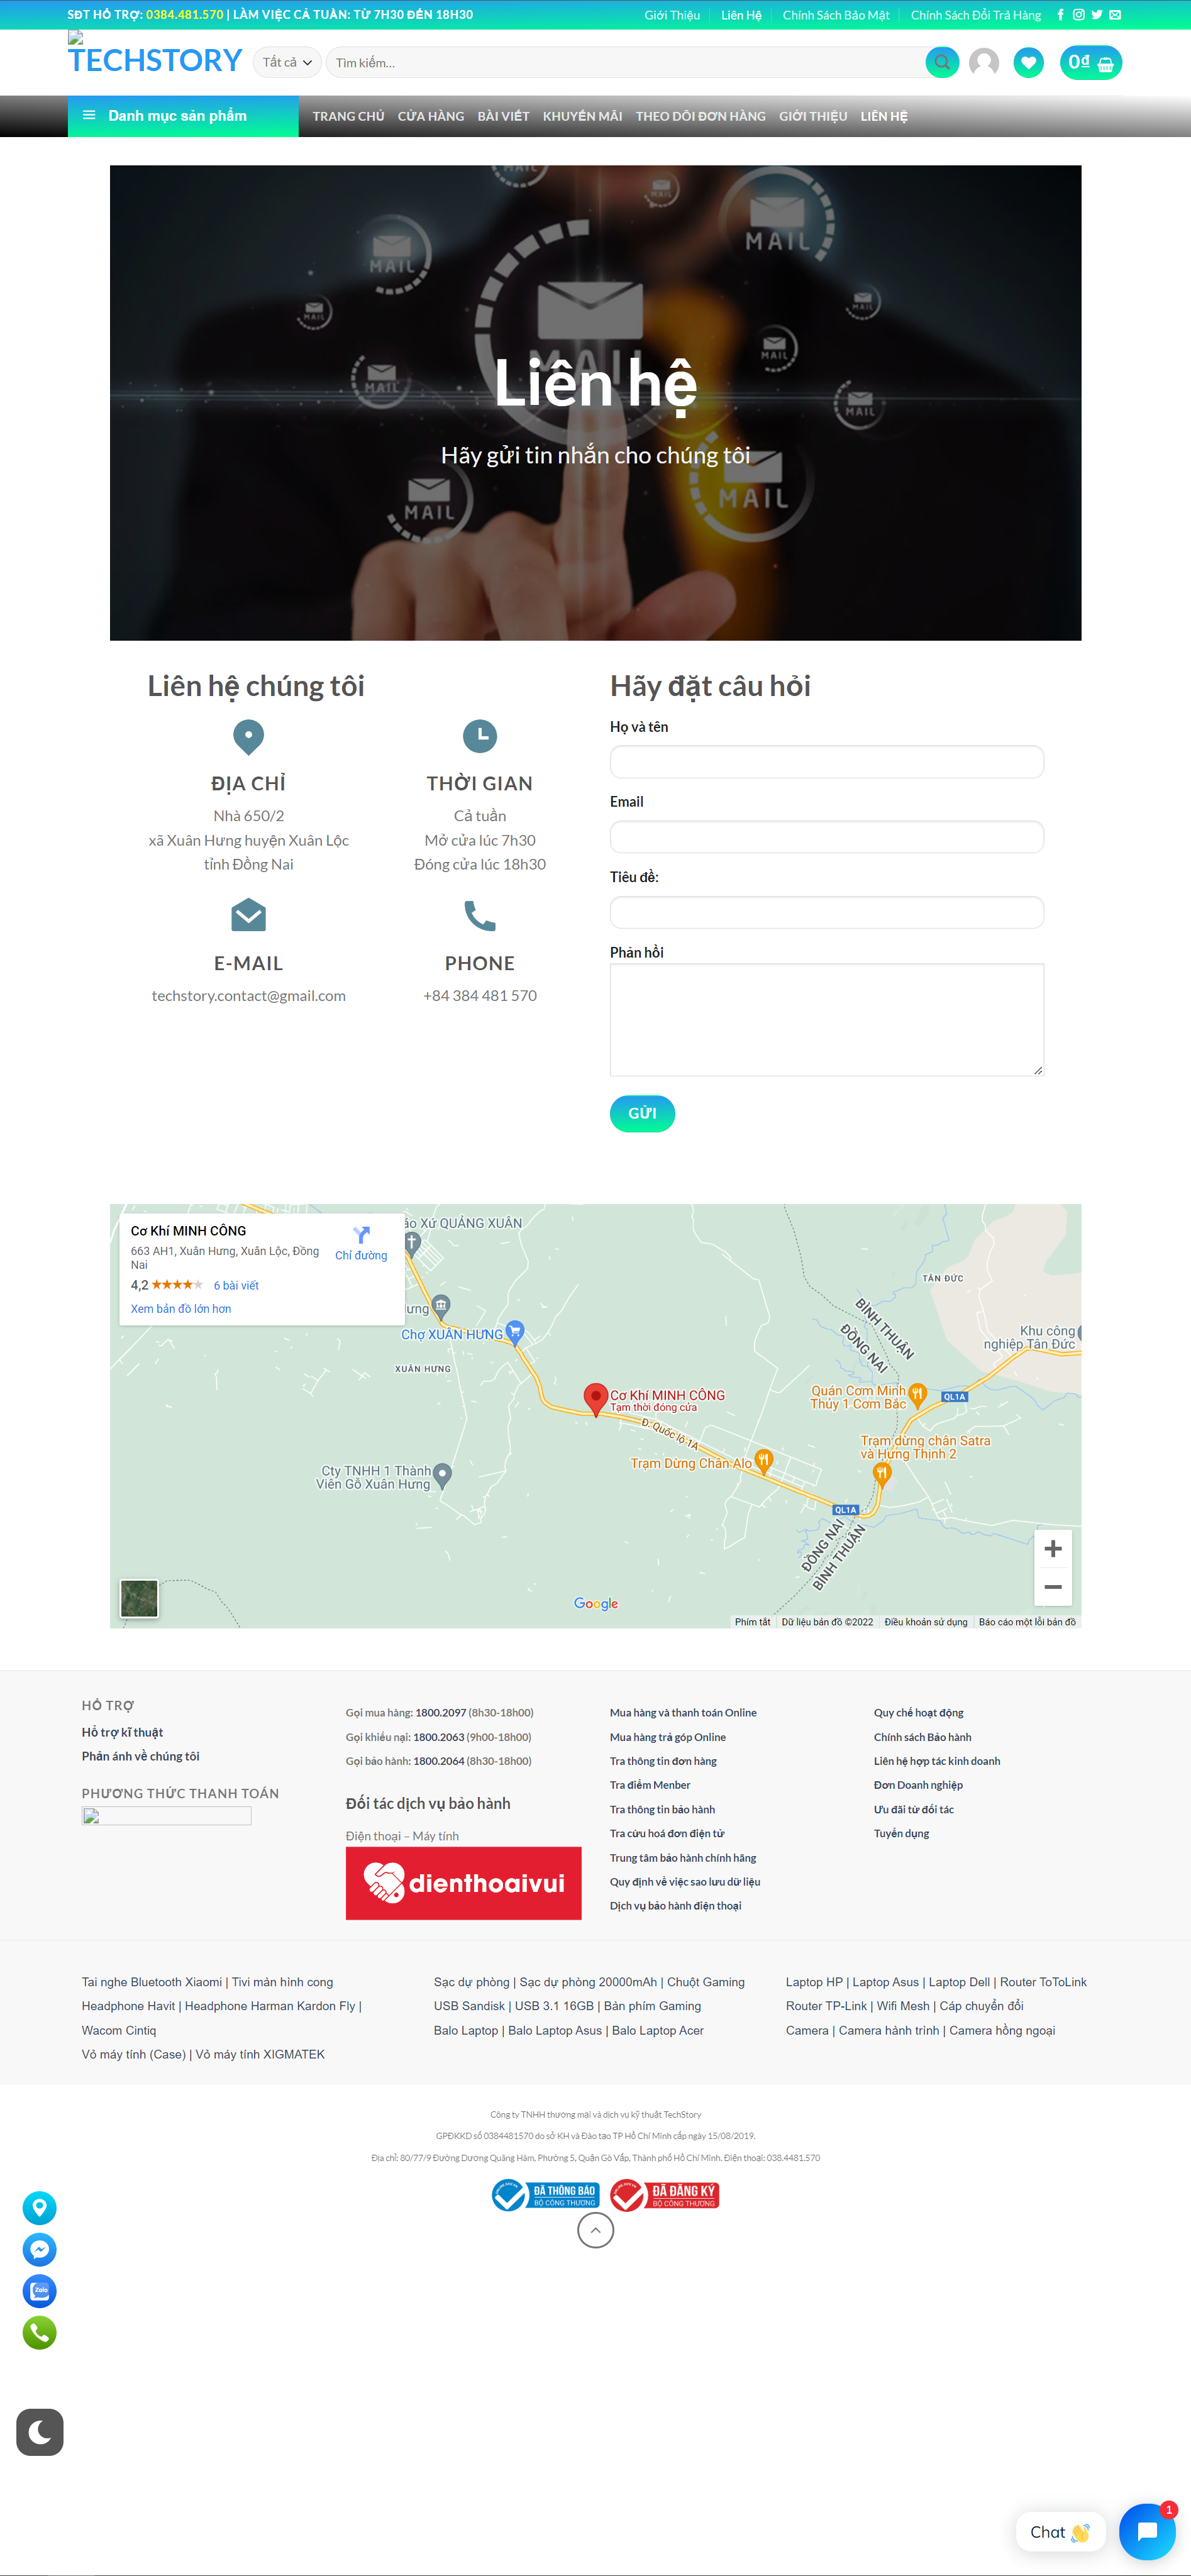 SĐT HỖ TRỢ: 0384.481.570 | LÀM VIỆC CẢ TUẦN: TỪ 7H30 ĐẾN 18H30
Giới Thiệu
Liên Hệ
Chính Sách Bảo Mật
Chính Sách Đổi Trả Hàng
TECHSTORY
Tất cả
Tìm kiếm...
0₫
Danh mục sản phẩm
TRANG CHỦ
CỬA HÀNG
BÀI VIẾT
KHUYẾN MÃI
THEO DÕI ĐƠN HÀNG
GIỚI THIỆU
LIÊN HỆ
MAIL
MAIL
MAIL
MAIL
MAIL
MAIL
MAIL
MAIL
MAIL
MAIL
Liên hệ
Hãy gửi tin nhắn cho chúng tôi
Liên hệ chúng tôi
ĐỊA CHỈ
Nhà 650/2
xã Xuân Hưng huyện Xuân Lộc
tỉnh Đồng Nai
THỜI GIAN
Cả tuần
Mở cửa lúc 7h30
Đóng cửa lúc 18h30
E-MAIL
techstory.contact@gmail.com
PHONE
+84 384 481 570
Hãy đặt câu hỏi
Họ và tên
Email
Tiêu đề:
Phản hồi
GỬI
Cơ Khí MINH CÔNG
663 AH1, Xuân Hưng, Xuân Lộc, Đồng
Nai
Chỉ đường
4,2
6 bài viết
Xem bản đồ lớn hơn
áo Xứ QUẢNG XUÂN
TÂN ĐỨC
Hưng
Chợ XUÂN HƯNG
XUÂN HƯNG
BÌNH THUẬN
ĐỒNG NAI
Khu công
nghiệp Tân Đức
Cơ Khí MINH CÔNG
Tạm thời đóng cửa
Quán Cơm Minh
Thủy 1 Cơm Bắc
QL1A
Đ. Quốc lộ 1A
Trạm dừng chân Satra
và Hưng Thịnh 2
Trạm Dừng Chân Alo
Cty TNHH 1 Thành
Viên Gỗ Xuân Hưng
QL1A
ĐỒNG NAI
BÌNH THUẬN
Google
Phím tắt
Dữ liệu bản đồ ©2022
Điều khoản sử dụng
Báo cáo một lỗi bản đồ
HỖ TRỢ
Hỗ trợ kĩ thuật
Phản ánh về chúng tôi
PHƯƠNG THỨC THANH TOÁN
Gọi mua hàng: 1800.2097 (8h30-18h00)
Gọi khiếu nại: 1800.2063 (9h00-18h00)
Gọi bảo hành: 1800.2064 (8h30-18h00)
Đối tác dịch vụ bảo hành
Điện thoại – Máy tính
dienthoaivui
Mua hàng và thanh toán Online
Mua hàng trả góp Online
Tra thông tin đơn hàng
Tra điểm Menber
Tra thông tin bảo hành
Tra cứu hoá đơn điện tử
Trung tâm bảo hành chính hãng
Quy định về việc sao lưu dữ liệu
Dịch vụ bảo hành điện thoại
Quy chế hoạt động
Chính sách Bảo hành
Liên hệ hợp tác kinh doanh
Đơn Doanh nghiệp
Ưu đãi từ đối tác
Tuyển dụng
Tai nghe Bluetooth Xiaomi | Tivi màn hình cong
Headphone Havit | Headphone Harman Kardon Fly |
Wacom Cintiq
Vỏ máy tính (Case) | Vỏ máy tính XIGMATEK
Sạc dự phòng | Sạc dự phòng 20000mAh | Chuột Gaming
USB Sandisk | USB 3.1 16GB | Bàn phím Gaming
Balo Laptop | Balo Laptop Asus | Balo Laptop Acer
Laptop HP | Laptop Asus | Laptop Dell | Router ToToLink
Router TP-Link | Wifi Mesh | Cáp chuyển đổi
Camera | Camera hành trình | Camera hồng ngoại
Công ty TNHH thương mại và dịch vụ kỹ thuật TechStory
GPĐKKD số 0384481570 do sở KH và Đào tạo TP Hồ Chí Minh cấp ngày 15/08/2019.
Địa chỉ: 80/77/9 Đường Dương Quảng Hàm, Phường 5, Quận Gò Vấp, Thành phố Hồ Chí Minh. Điện thoại: 038.4481.570
ĐÃ THÔNG BÁO
BỘ CÔNG THƯƠNG
ĐÃ ĐĂNG KÝ
BỘ CÔNG THƯƠNG
Zalo
Chat
1